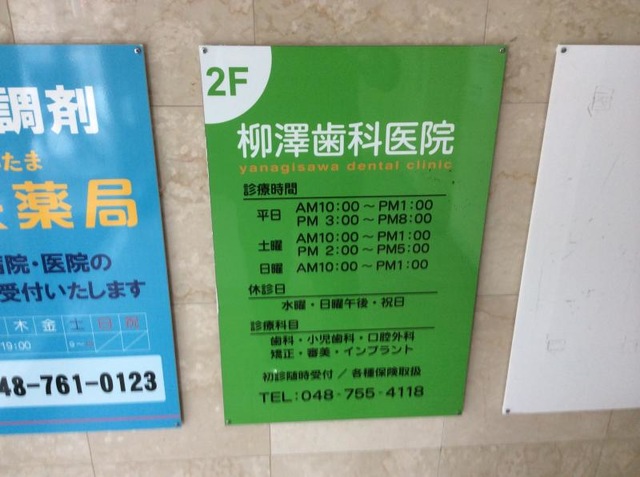 調剤
たま
薬局
病院・医院の
受付いたします
木 金 土 日 祝
19:00
48-761-0123
2F
柳澤歯科医院
yanagisawa dental clinic
診療時間
平日 AM10:00～PM1:00
PM 3:00～PM8:00
土曜 AM10:00～PM1:00
PM 2:00～PM5:00
日曜 AM10:00～PM1:00
休診日
水曜・日曜午後・祝日
診療科目
歯科・小児歯科・口腔外科
矯正・審美・インプラント
初診随時受付／各種保険取扱
TEL:048-755-4118